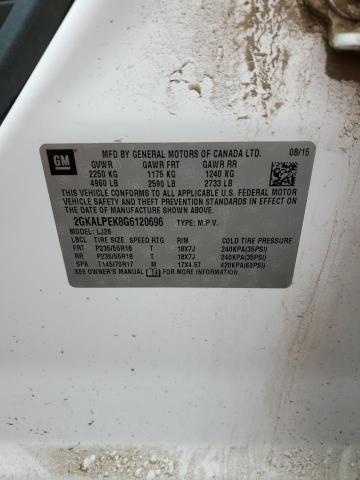 GM
MFD BY GENERAL MOTORS OF CANADA LTD. 08/15
GVWR GAWR FRT GAWR RR
2250 KG 1175 KG 1240 KG
4960 LB 2590 LB 2733 LB
THIS VEHICLE CONFORMS TO ALL APPLICABLE U.S. FEDERAL MOTOR
VEHICLE SAFETY, BUMPER, AND THEFT PREVENTION STANDARDS
IN EFFECT ON THE DATE OF MANUFACTURE SHOWN ABOVE.
2GKALPEK8G6120696 TYPE: M.P.V.
MODEL: LJ26
LBCL TIRE SIZE SPEED RTG RIM COLD TIRE PRESSURE
FRT P235/55R18 T 18X7J 240KPA(35PSI)
RR P235/55R18 T 18X7J 240KPA(35PSI)
SPA T145/70R17 M 17X4.5T 420KPA(60PSI)
SEE OWNER'S MANUAL FOR ADDITIONAL INFORMATION